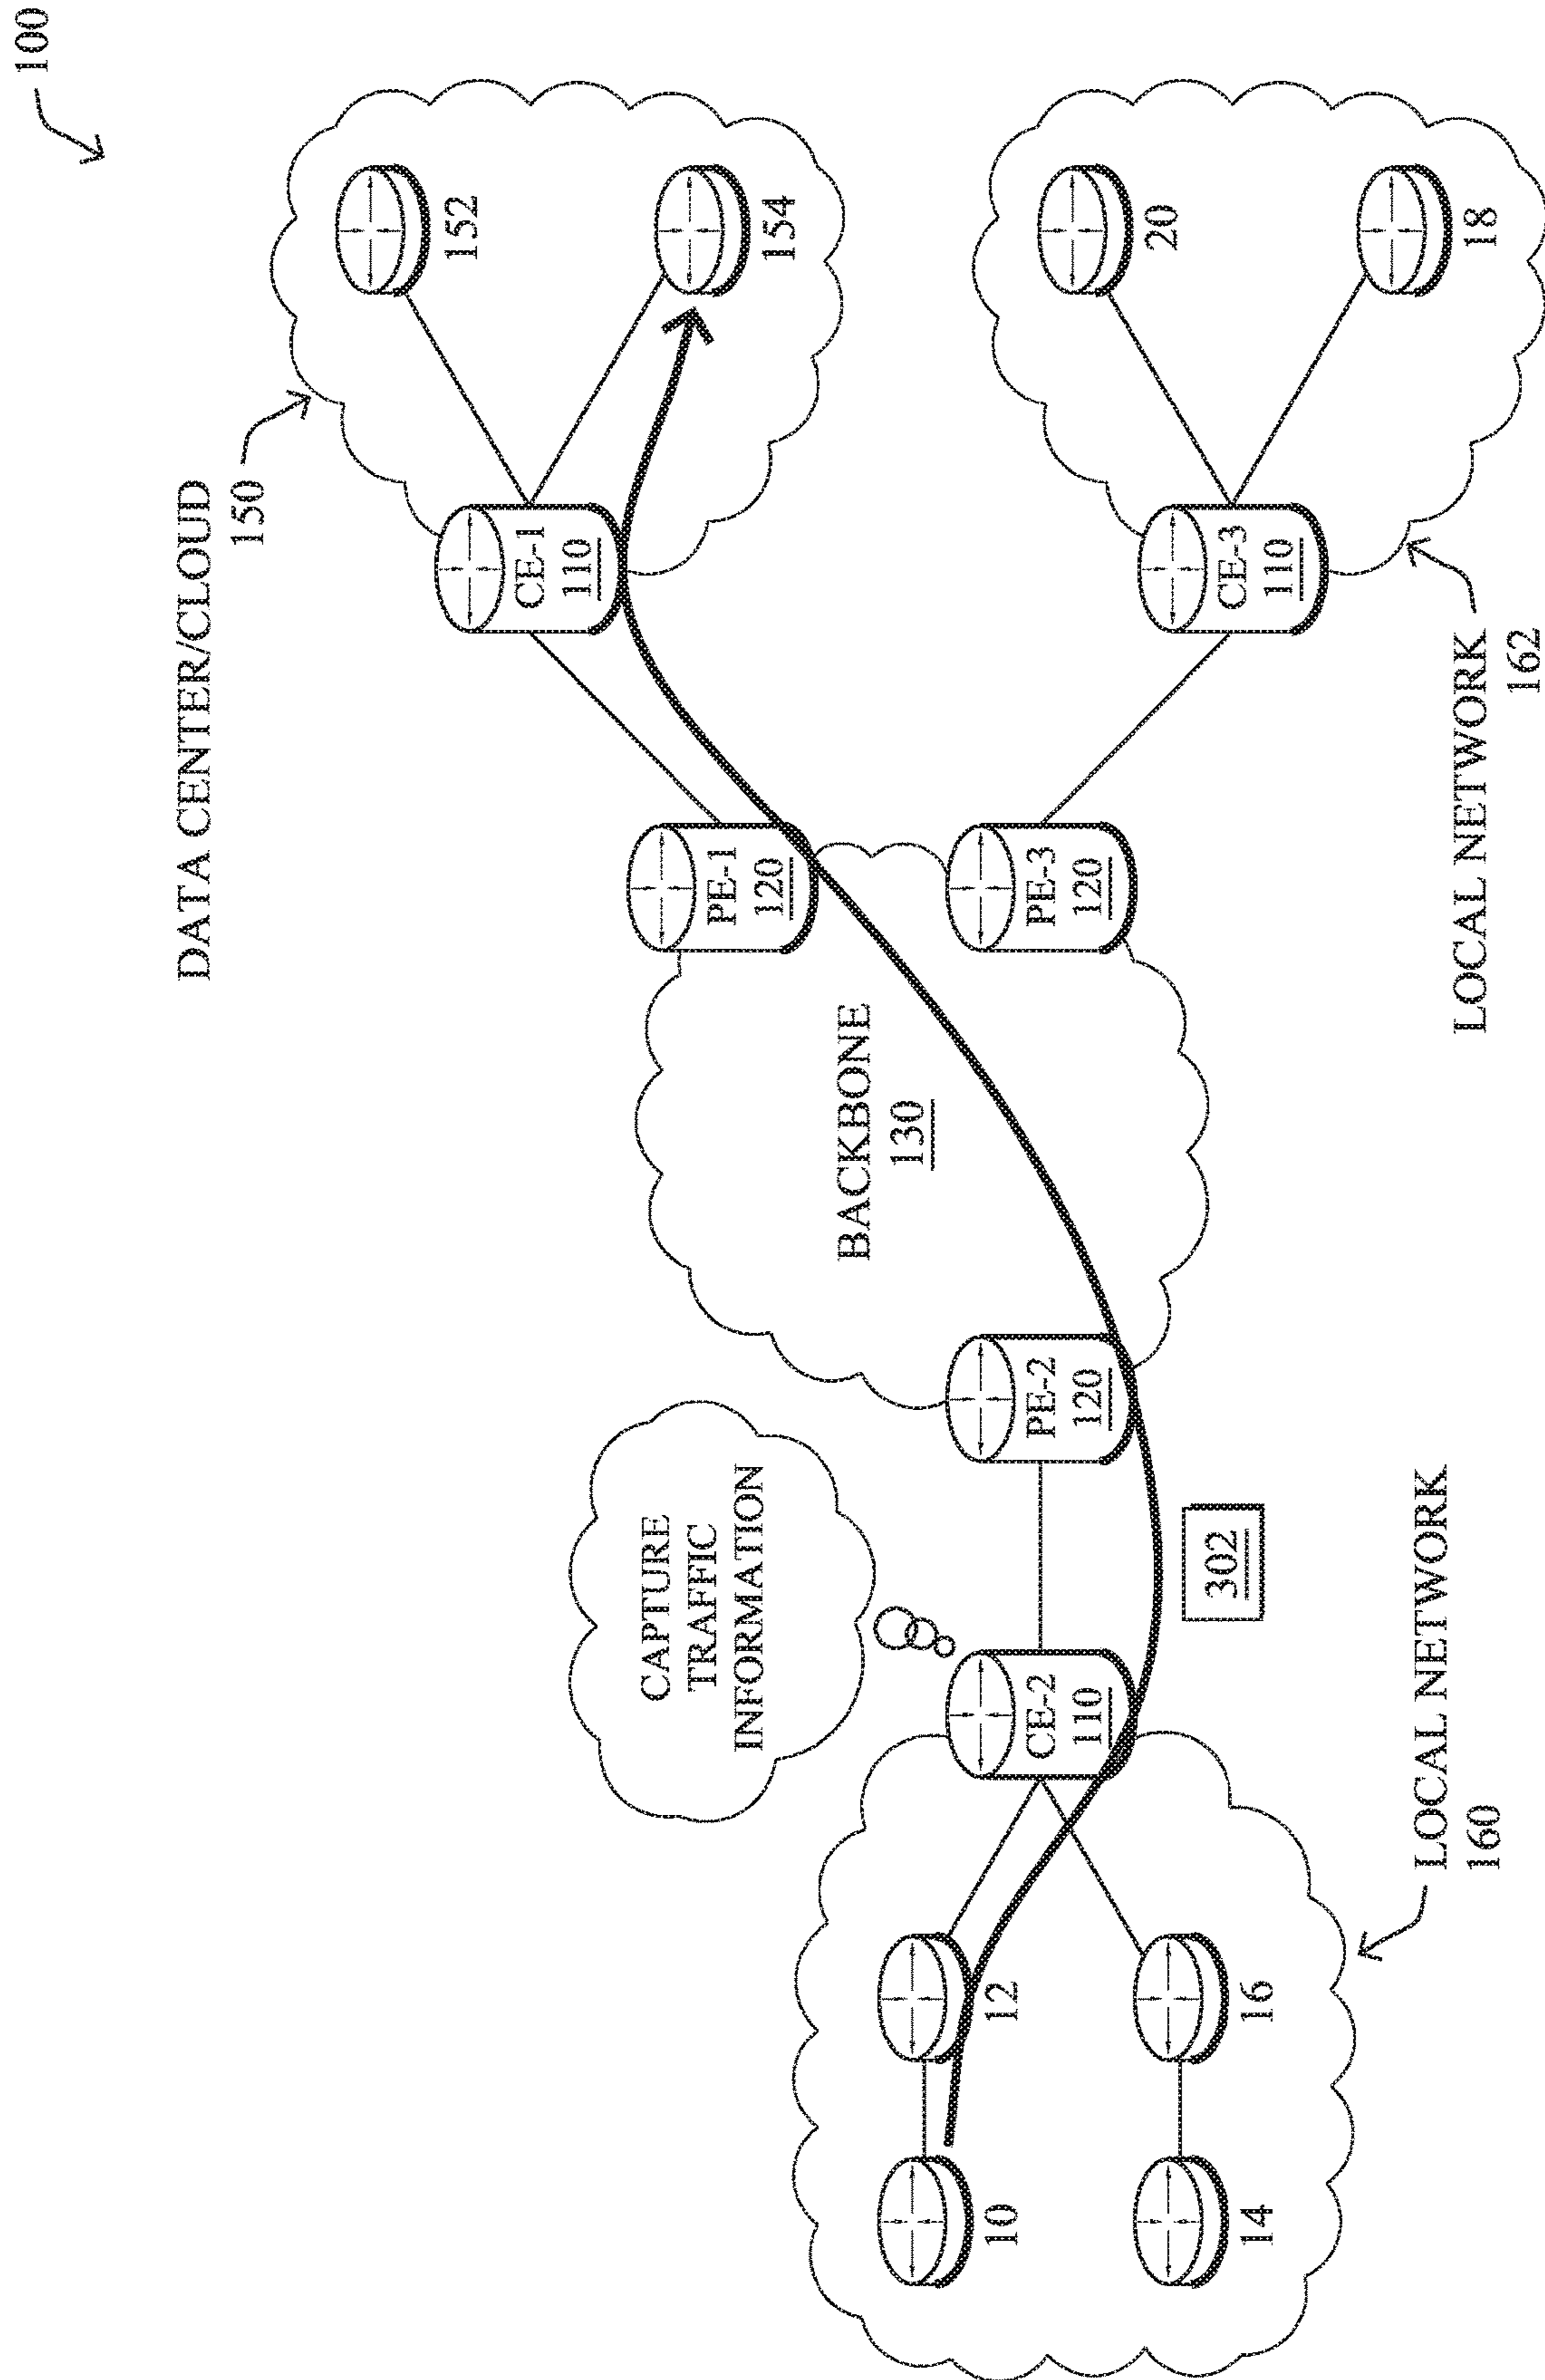 100
DATA CENTER/CLOUD
150
152
154
CE-1
110
PE-1
120
BACKBONE
130
PE-3
120
CE-3
110
20
18
LOCAL NETWORK
162
CAPTURE
TRAFFIC
INFORMATION
PE-2
120
302
CE-2
110
10
12
14
16
LOCAL NETWORK
160